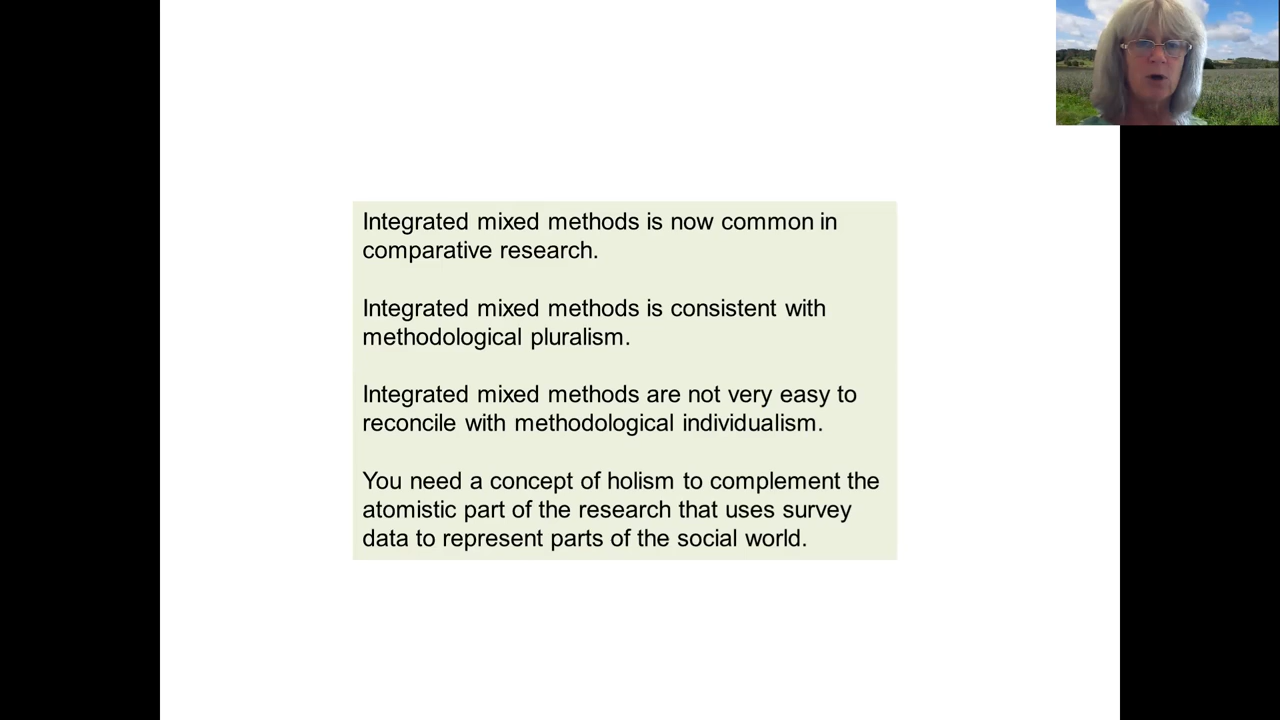 Integrated mixed methods is now common in
comparative research.
Integrated mixed methods is consistent with
methodological pluralism.
Integrated mixed methods are not very easy to
reconcile with methodological individualism.
You need a concept of holism to complement the
atomistic part of the research that uses survey
data to represent parts of the social world.